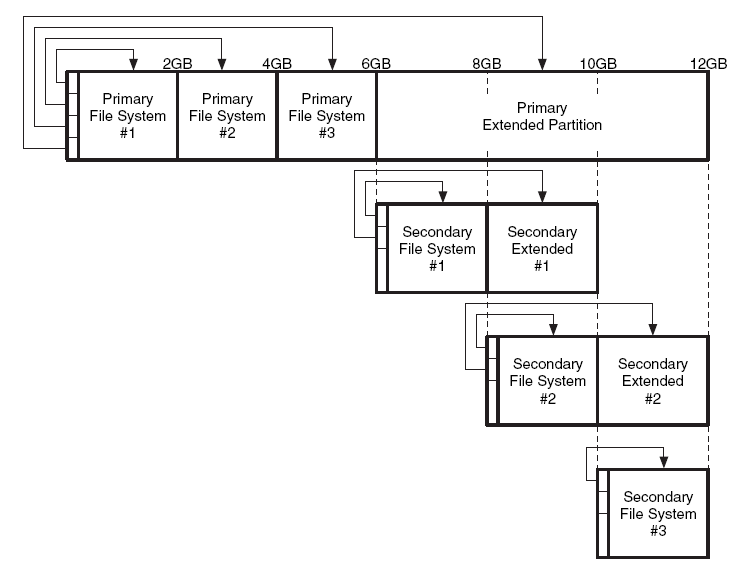 2GB 4GB 6GB 8GB 10GB 12GB
Primary
File System
#1
Primary
File System
#2
Primary
File System
#3
Primary
Extended Partition
Secondary
File System
#1
Secondary
Extended
#1
Secondary
File System
#2
Secondary
Extended
#2
Secondary
File System
#3